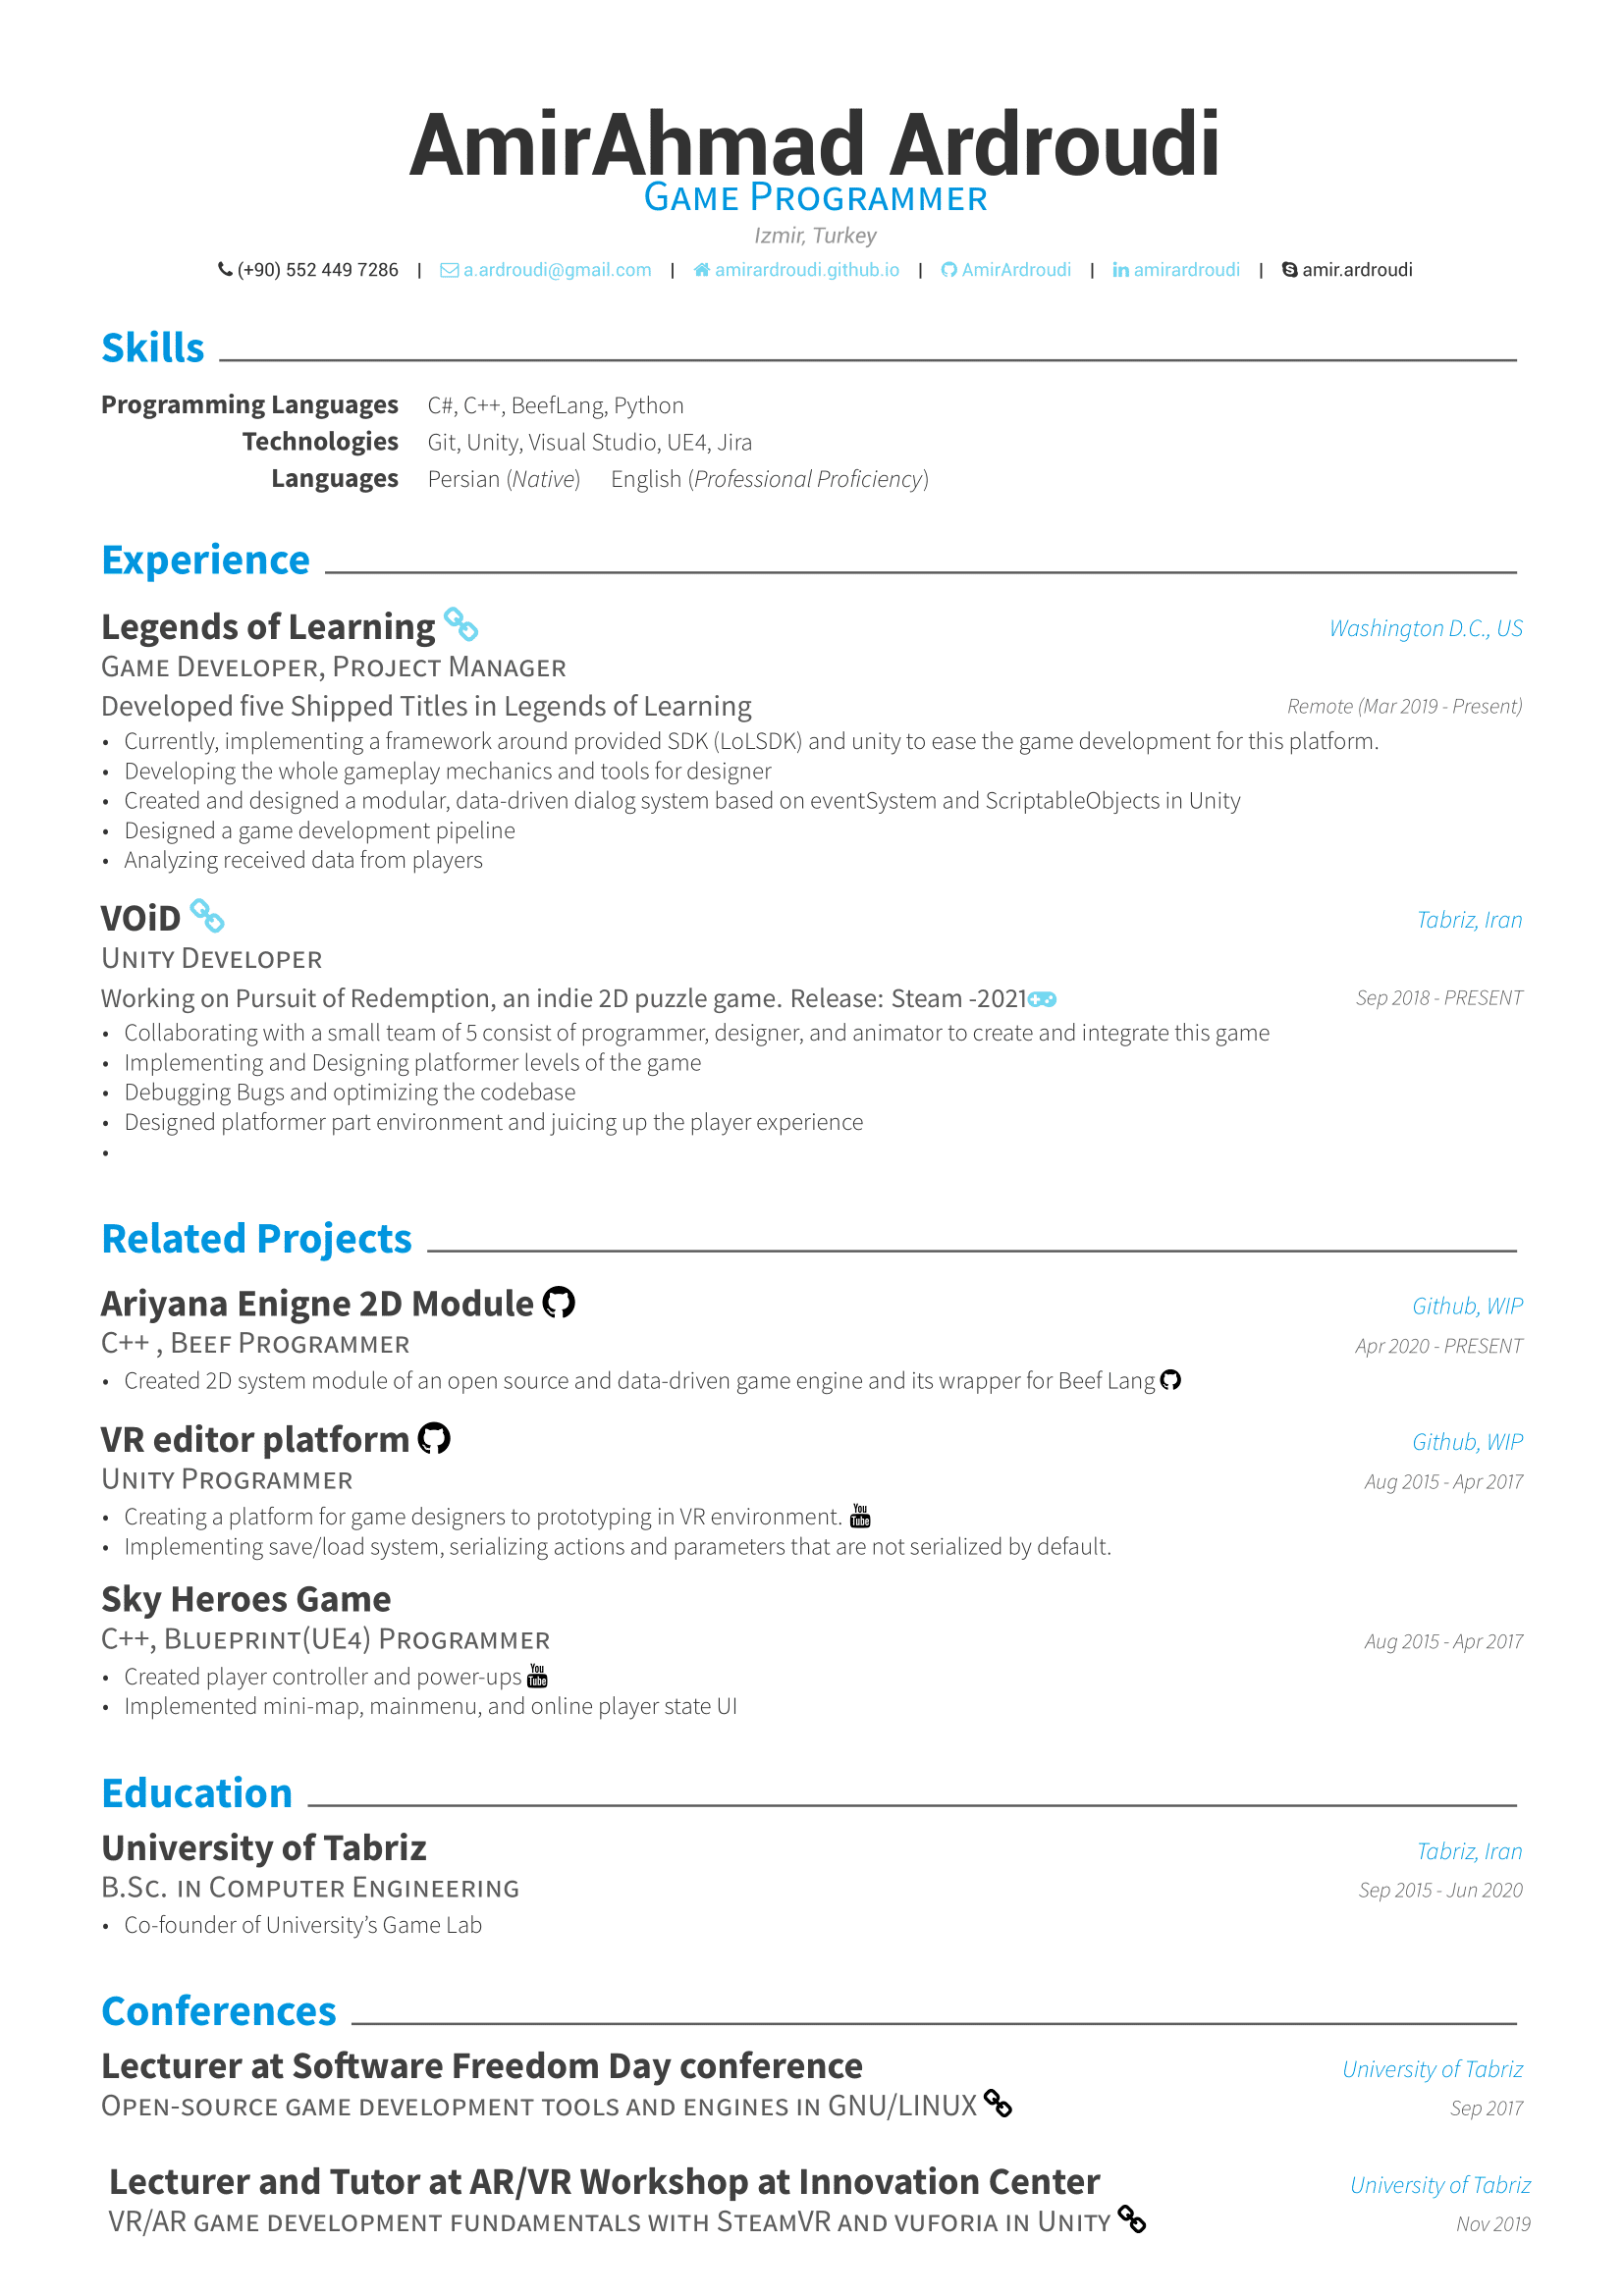 AmirAhmad Ardroudi
Game Programmer
Izmir, Turkey
(+90) 552 449 7286 | a.ardroudi@gmail.com | amirardroudi.github.io | AmirArdroudi | amirardroudi | amir.ardroudi
Skills
Programming Languages C#, C++, BeefLang, Python
Technologies Git, Unity, Visual Studio, UE4, Jira
Languages Persian (Native) English (Professional Proficiency)
Experience
Legends of Learning Washington D.C., US
Game Developer, Project Manager
Developed five Shipped Titles in Legends of Learning Remote (Mar 2019 - Present)
• Currently, implementing a framework around provided SDK (LoLSDK) and unity to ease the game development for this platform.
• Developing the whole gameplay mechanics and tools for designer
• Created and designed a modular, data-driven dialog system based on eventSystem and ScriptableObjects in Unity
• Designed a game development pipeline
• Analyzing received data from players
VOiD Tabriz, Iran
Unity Developer
Working on Pursuit of Redemption, an indie 2D puzzle game. Release: Steam -2021 Sep 2018 - PRESENT
• Collaborating with a small team of 5 consist of programmer, designer, and animator to create and integrate this game
• Implementing and Designing platformer levels of the game
• Debugging Bugs and optimizing the codebase
• Designed platformer part environment and juicing up the player experience
•
Related Projects
Ariyana Enigne 2D Module Github, WIP
C++ , Beef Programmer Apr 2020 - PRESENT
• Created 2D system module of an open source and data-driven game engine and its wrapper for Beef Lang
VR editor platform Github, WIP
Unity Programmer Aug 2015 - Apr 2017
• Creating a platform for game designers to prototyping in VR environment. You Tube
• Implementing save/load system, serializing actions and parameters that are not serialized by default.
Sky Heroes Game
C++, Blueprint(UE4) Programmer Aug 2015 - Apr 2017
• Created player controller and power-ups You Tube
• Implemented mini-map, mainmenu, and online player state UI
Education
University of Tabriz Tabriz, Iran
B.Sc. in Computer Engineering Sep 2015 - Jun 2020
• Co-founder of University’s Game Lab
Conferences
Lecturer at Software Freedom Day conference University of Tabriz
Open-source game development tools and engines in GNU/LINUX Sep 2017
Lecturer and Tutor at AR/VR Workshop at Innovation Center University of Tabriz
VR/AR game development fundamentals with SteamVR and vuforia in Unity Nov 2019